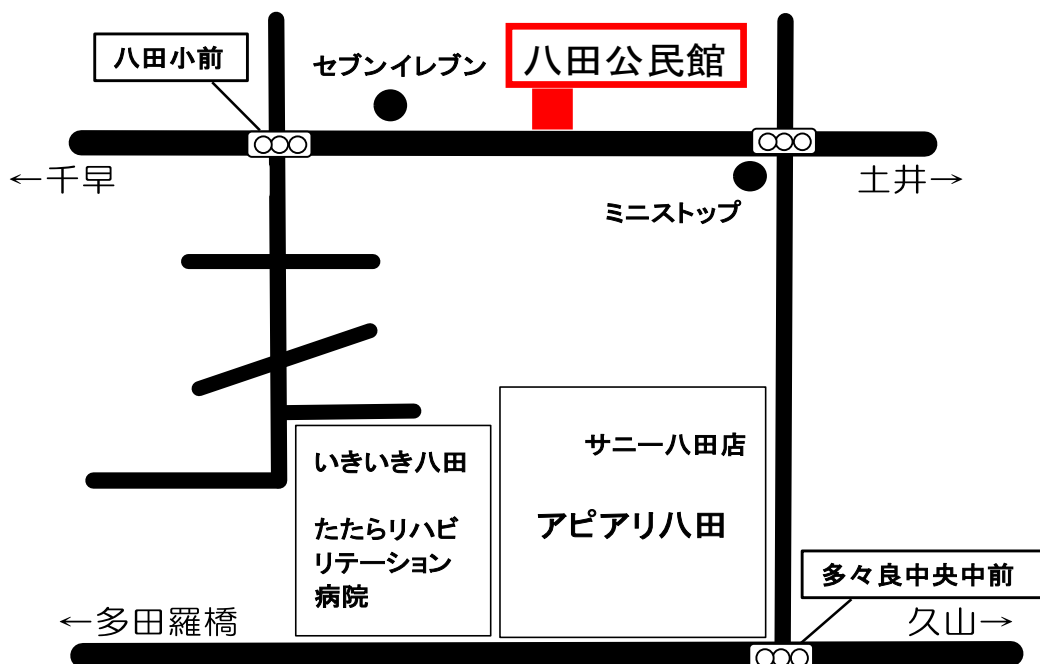 八田小前
セブンイレブン
八田公民館
←千早
土井→
ミニストップ
いきいき八田
たたらリハビ
リテーション
病院
サニー八田店
アピアリ八田
多々良中央中前
←多田羅橋
久山→